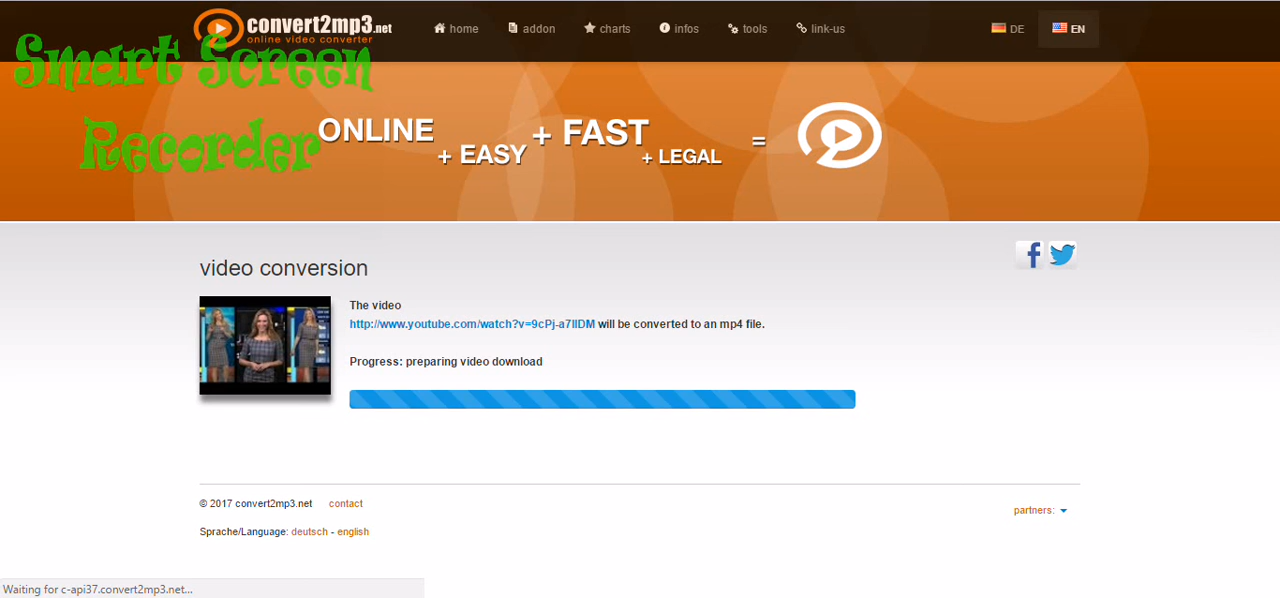 convert2mp3.net
online video converter
home addon charts infos tools link-us DE EN
Smart Screen
Recorder
ONLINE + EASY + FAST + LEGAL =
video conversion
The video
http://www.youtube.com/watch?v=9cPj-a7llDM will be converted to an mp4 file.
Progress: preparing video download
© 2017 convert2mp3.net contact
partners:
Sprache/Language: deutsch - english
Waiting for c-api37.convert2mp3.net...